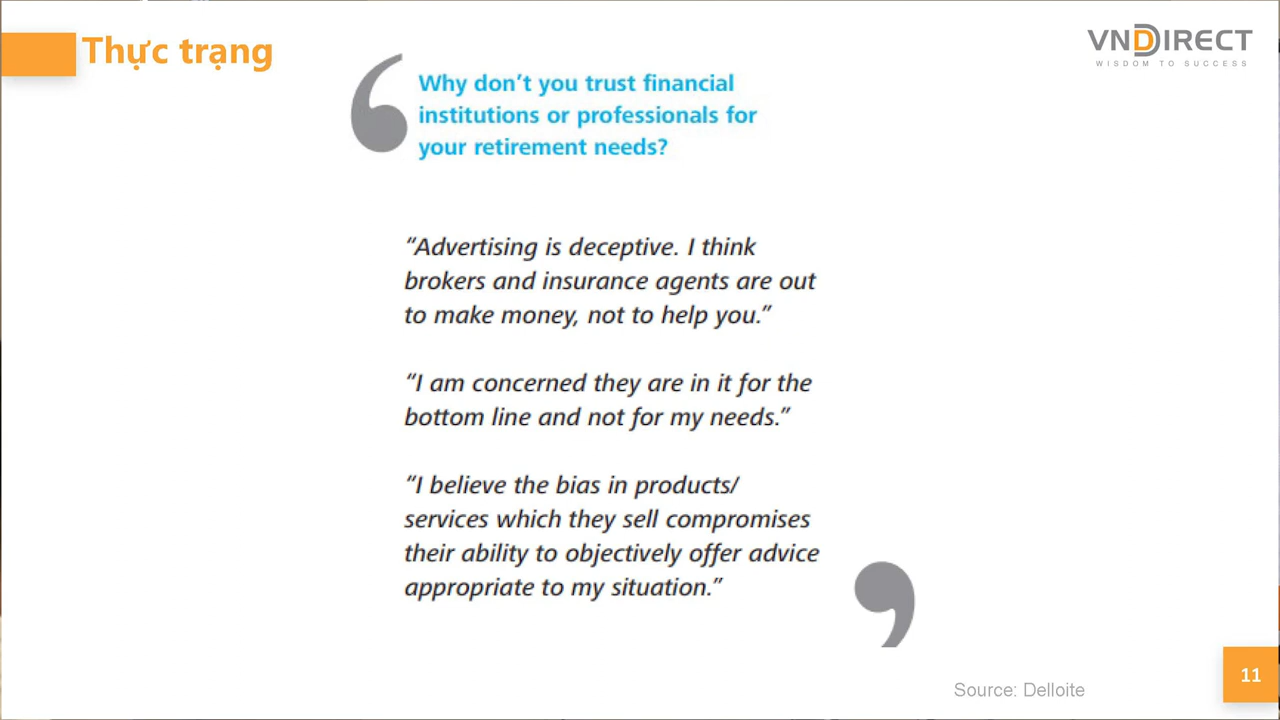 Thực trạng
VNDIRECT
WISDOM TO SUCCESS
Why don’t you trust financial
institutions or professionals for
your retirement needs?
“Advertising is deceptive. I think
brokers and insurance agents are out
to make money, not to help you.”
“I am concerned they are in it for the
bottom line and not for my needs.”
“I believe the bias in products/
services which they sell compromises
their ability to objectively offer advice
appropriate to my situation.”
Source: Delloite
11